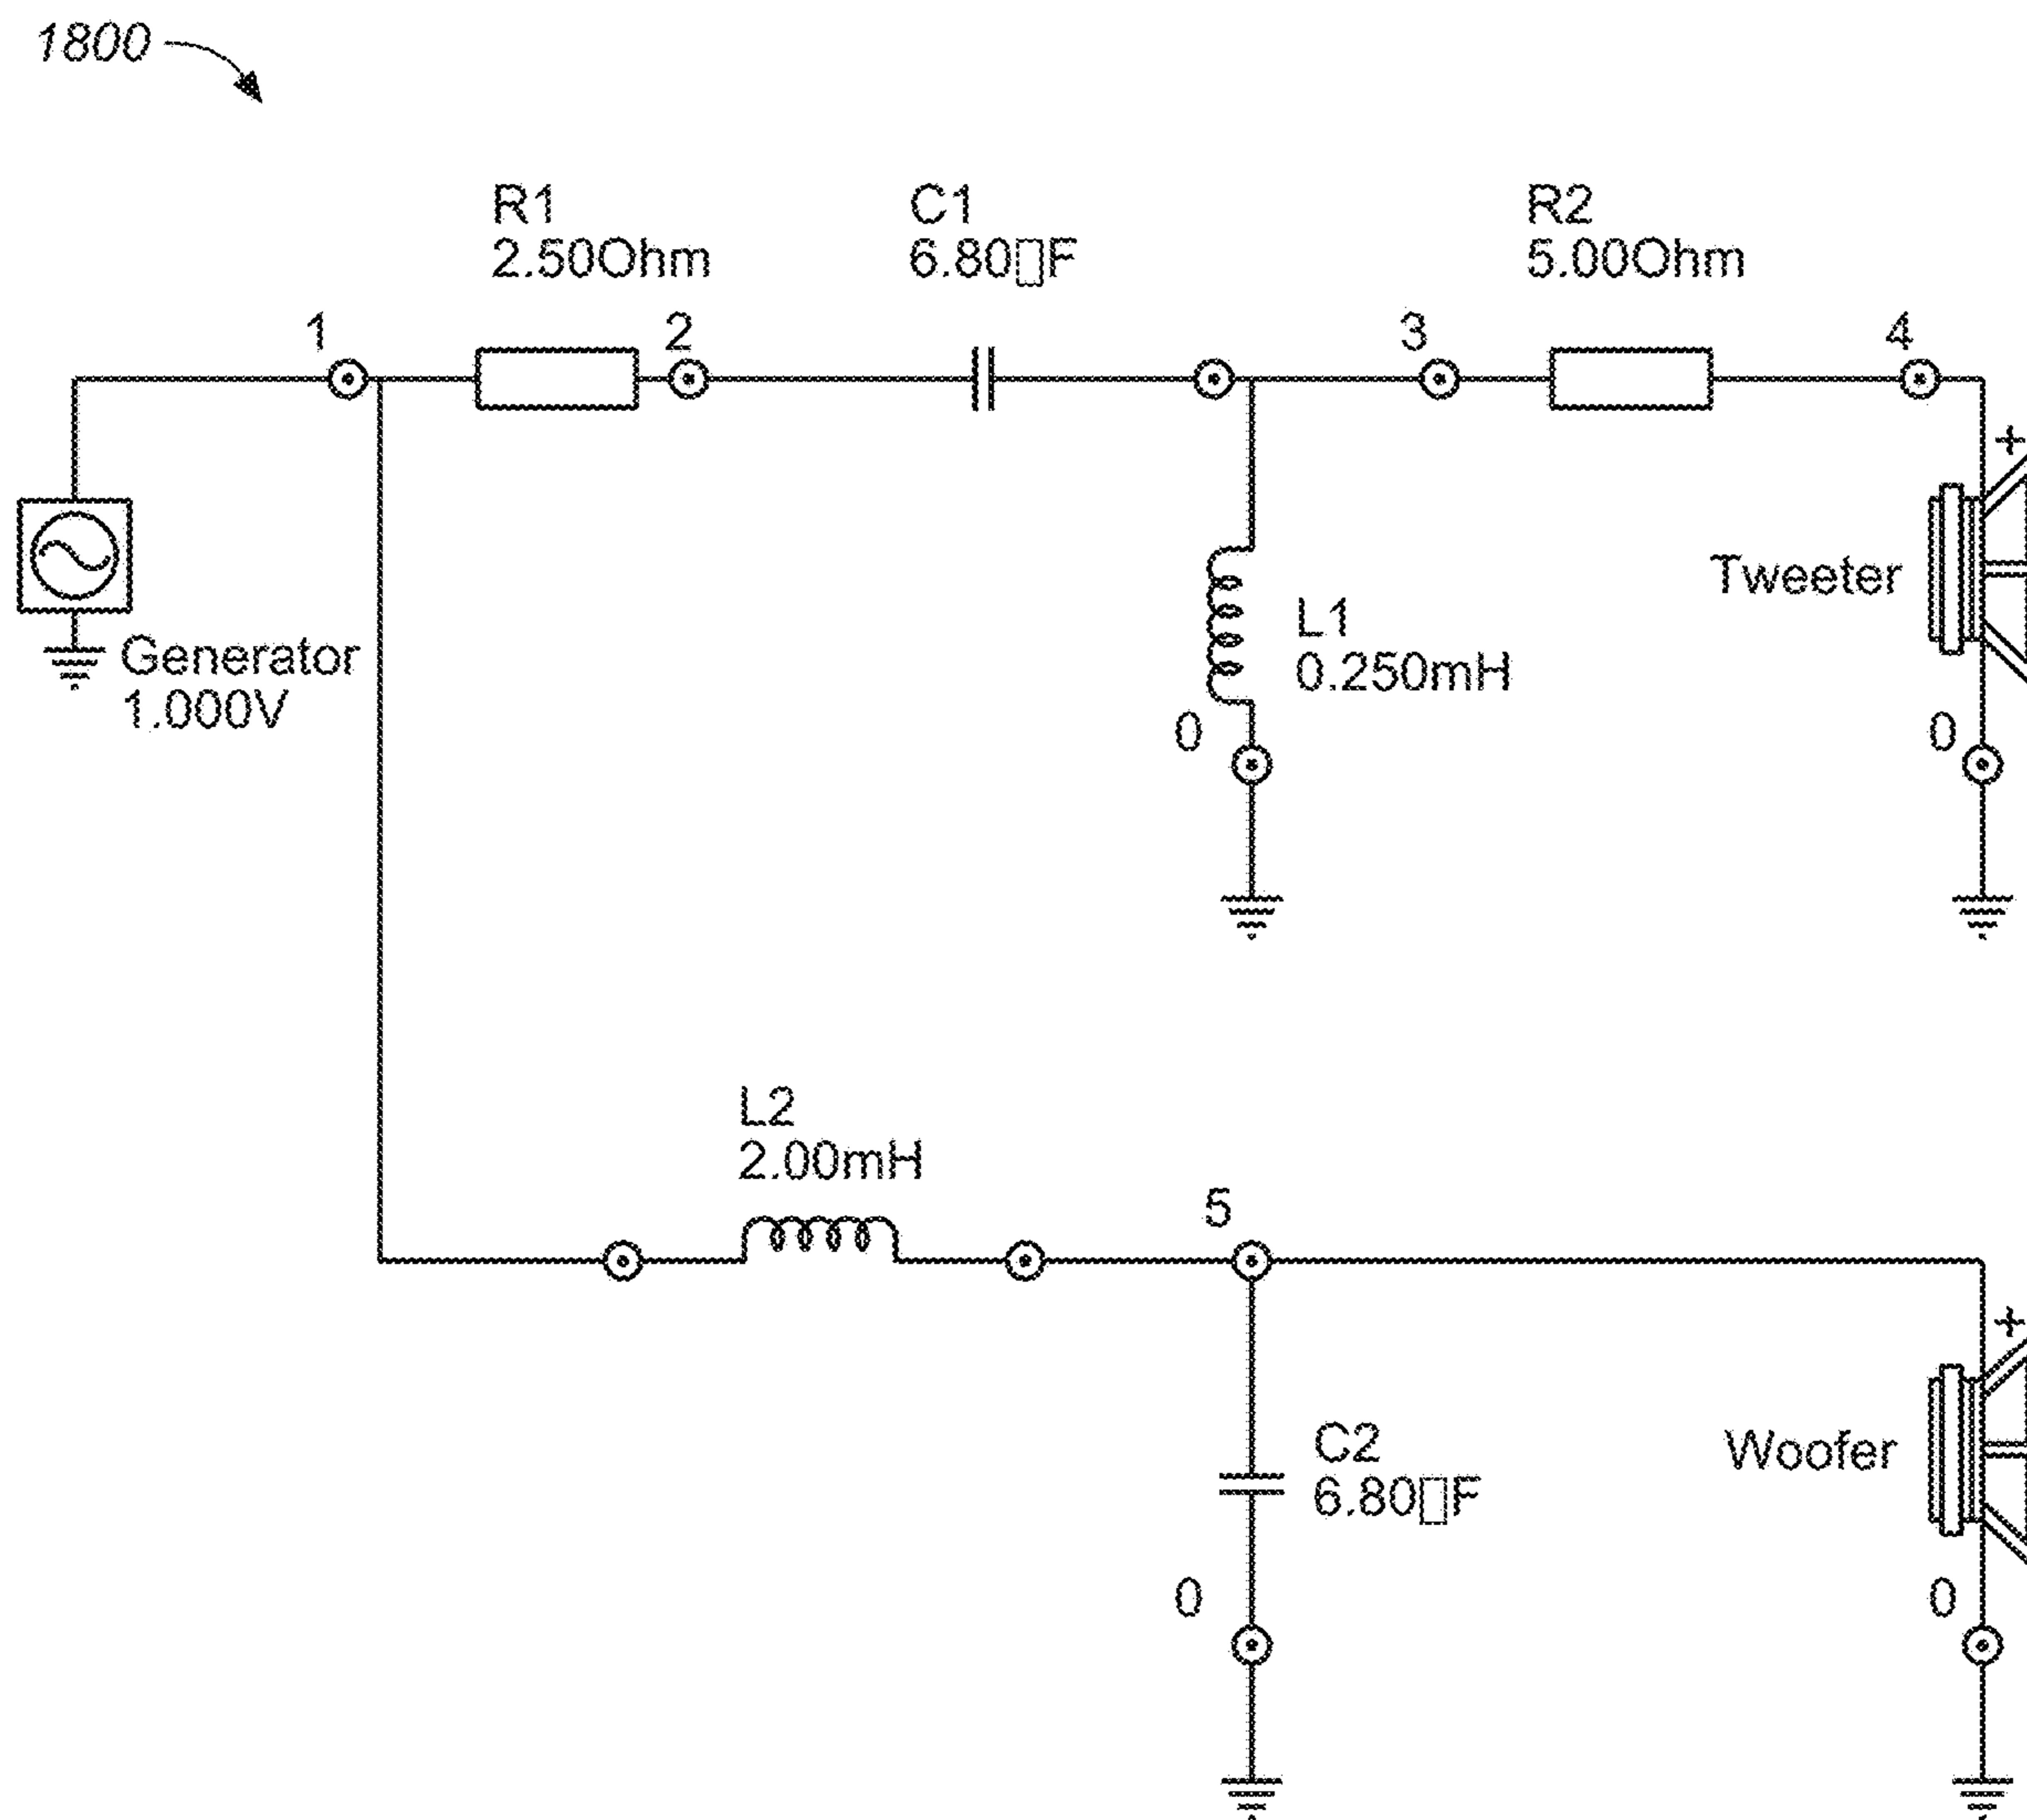 1800
R1
2.50Ohm
C1
6.80▯F
R2
5.00Ohm
1
2
3
4
+
Tweeter
L1
0.250mH
Generator
1.000V
0
0
L2
2.00mH
5
+
C2
6.80▯F
Woofer
0
0